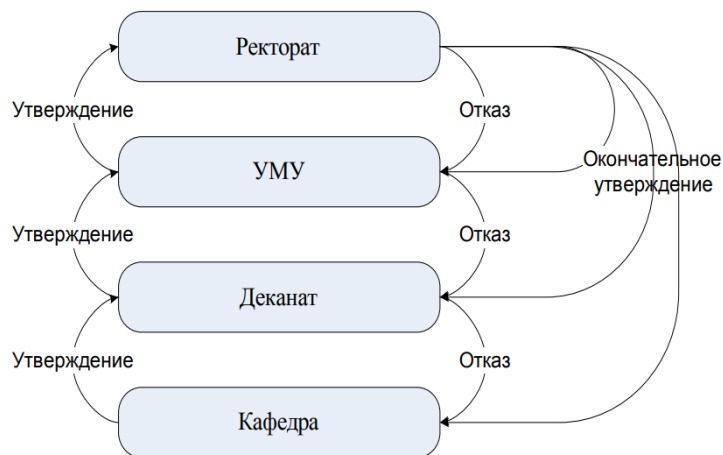 Ректорат
Утверждение
Отказ
УМУ
Окончательное
утверждение
Утверждение
Отказ
Деканат
Утверждение
Отказ
Кафедра